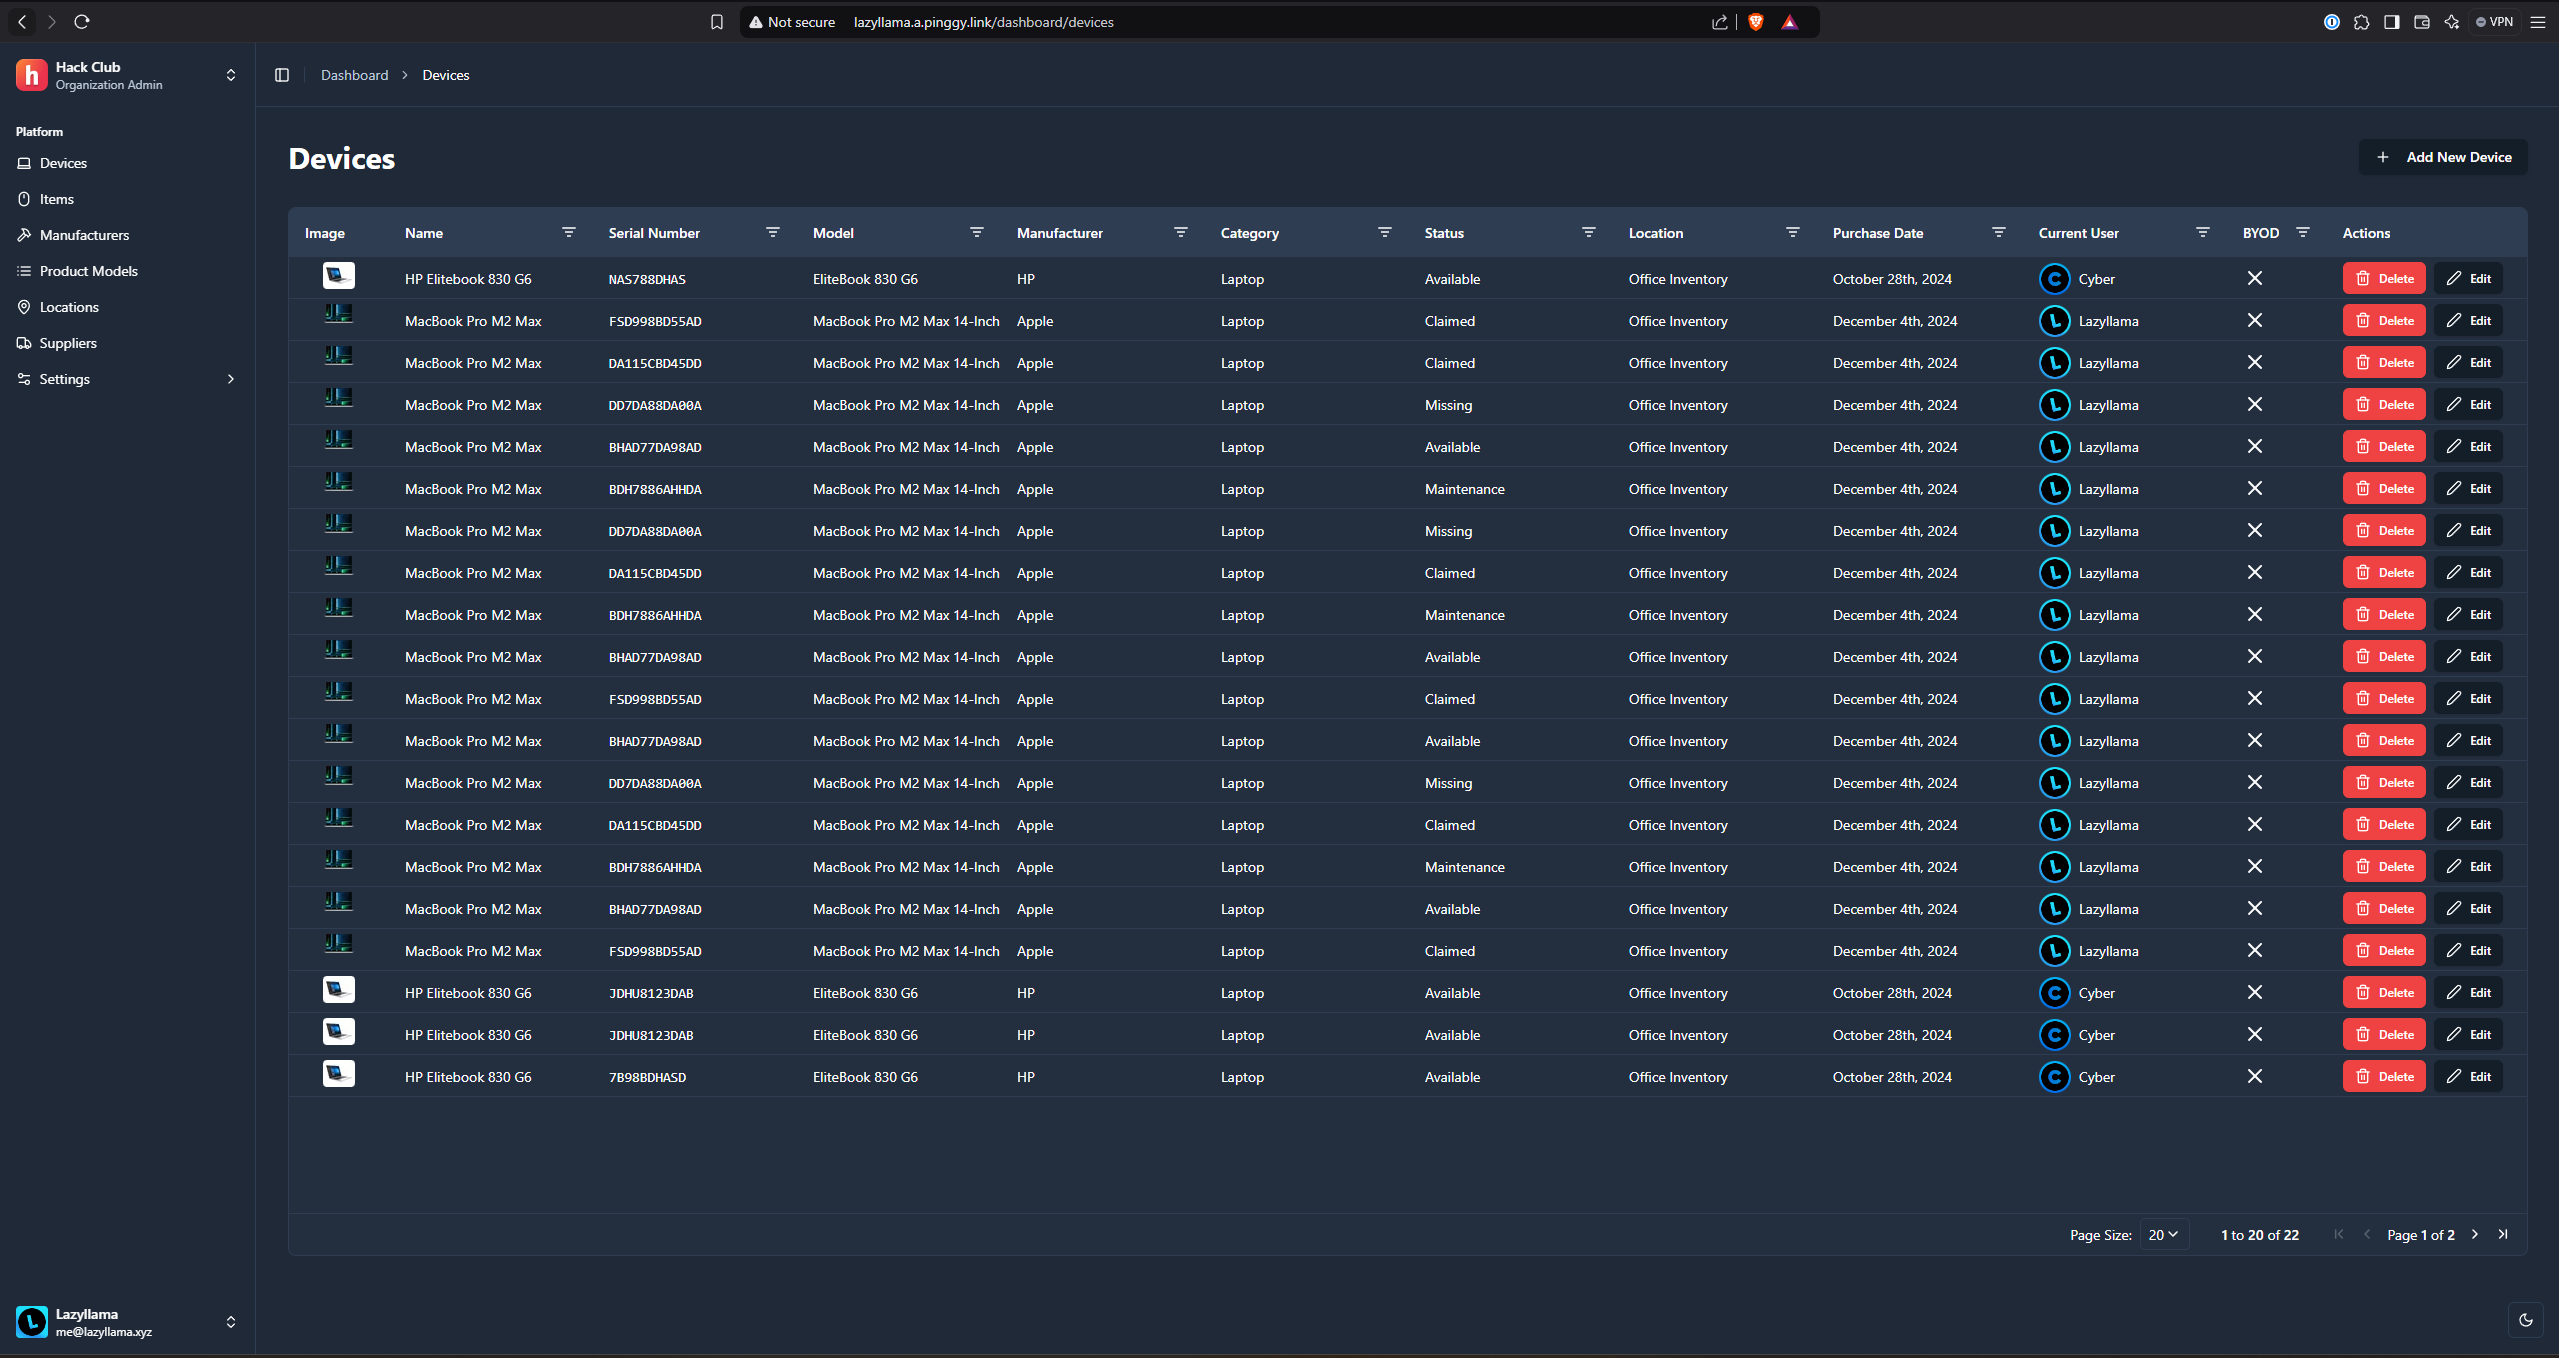 Not secure lazyllama.a.pinggy.link/dashboard/devices VPN
Hack Club
Organization Admin
Platform
Devices
Items
Manufacturers
Product Models
Locations
Suppliers
Settings
Dashboard > Devices
Devices
+ Add New Device
Image Name Serial Number Model Manufacturer Category Status Location Purchase Date Current User BYOD Actions
HP Elitebook 830 G6 NAS788DHAS EliteBook 830 G6 HP Laptop Available Office Inventory October 28th, 2024 Cyber Delete Edit
MacBook Pro M2 Max FSD998BD55AD MacBook Pro M2 Max 14-Inch Apple Laptop Claimed Office Inventory December 4th, 2024 Lazyllama Delete Edit
MacBook Pro M2 Max DA115CBD45DD MacBook Pro M2 Max 14-Inch Apple Laptop Claimed Office Inventory December 4th, 2024 Lazyllama Delete Edit
MacBook Pro M2 Max DD7DA88DA00A MacBook Pro M2 Max 14-Inch Apple Laptop Missing Office Inventory December 4th, 2024 Lazyllama Delete Edit
MacBook Pro M2 Max BHAD77DA98AD MacBook Pro M2 Max 14-Inch Apple Laptop Available Office Inventory December 4th, 2024 Lazyllama Delete Edit
MacBook Pro M2 Max BDH7886AHHDA MacBook Pro M2 Max 14-Inch Apple Laptop Maintenance Office Inventory December 4th, 2024 Lazyllama Delete Edit
MacBook Pro M2 Max DD7DA88DA00A MacBook Pro M2 Max 14-Inch Apple Laptop Missing Office Inventory December 4th, 2024 Lazyllama Delete Edit
MacBook Pro M2 Max DA115CBD45DD MacBook Pro M2 Max 14-Inch Apple Laptop Claimed Office Inventory December 4th, 2024 Lazyllama Delete Edit
MacBook Pro M2 Max BDH7886AHHDA MacBook Pro M2 Max 14-Inch Apple Laptop Maintenance Office Inventory December 4th, 2024 Lazyllama Delete Edit
MacBook Pro M2 Max BHAD77DA98AD MacBook Pro M2 Max 14-Inch Apple Laptop Available Office Inventory December 4th, 2024 Lazyllama Delete Edit
MacBook Pro M2 Max FSD998BD55AD MacBook Pro M2 Max 14-Inch Apple Laptop Claimed Office Inventory December 4th, 2024 Lazyllama Delete Edit
MacBook Pro M2 Max BHAD77DA98AD MacBook Pro M2 Max 14-Inch Apple Laptop Available Office Inventory December 4th, 2024 Lazyllama Delete Edit
MacBook Pro M2 Max DD7DA88DA00A MacBook Pro M2 Max 14-Inch Apple Laptop Missing Office Inventory December 4th, 2024 Lazyllama Delete Edit
MacBook Pro M2 Max DA115CBD45DD MacBook Pro M2 Max 14-Inch Apple Laptop Claimed Office Inventory December 4th, 2024 Lazyllama Delete Edit
MacBook Pro M2 Max BDH7886AHHDA MacBook Pro M2 Max 14-Inch Apple Laptop Maintenance Office Inventory December 4th, 2024 Lazyllama Delete Edit
MacBook Pro M2 Max BHAD77DA98AD MacBook Pro M2 Max 14-Inch Apple Laptop Available Office Inventory December 4th, 2024 Lazyllama Delete Edit
MacBook Pro M2 Max FSD998BD55AD MacBook Pro M2 Max 14-Inch Apple Laptop Claimed Office Inventory December 4th, 2024 Lazyllama Delete Edit
HP Elitebook 830 G6 JDHU8123DAB EliteBook 830 G6 HP Laptop Available Office Inventory October 28th, 2024 Cyber Delete Edit
HP Elitebook 830 G6 JDHU8123DAB EliteBook 830 G6 HP Laptop Available Office Inventory October 28th, 2024 Cyber Delete Edit
HP Elitebook 830 G6 7B98BDHASD EliteBook 830 G6 HP Laptop Available Office Inventory October 28th, 2024 Cyber Delete Edit
Page Size: 20 1 to 20 of 22 Page 1 of 2
Lazyllama
me@lazyllama.xyz